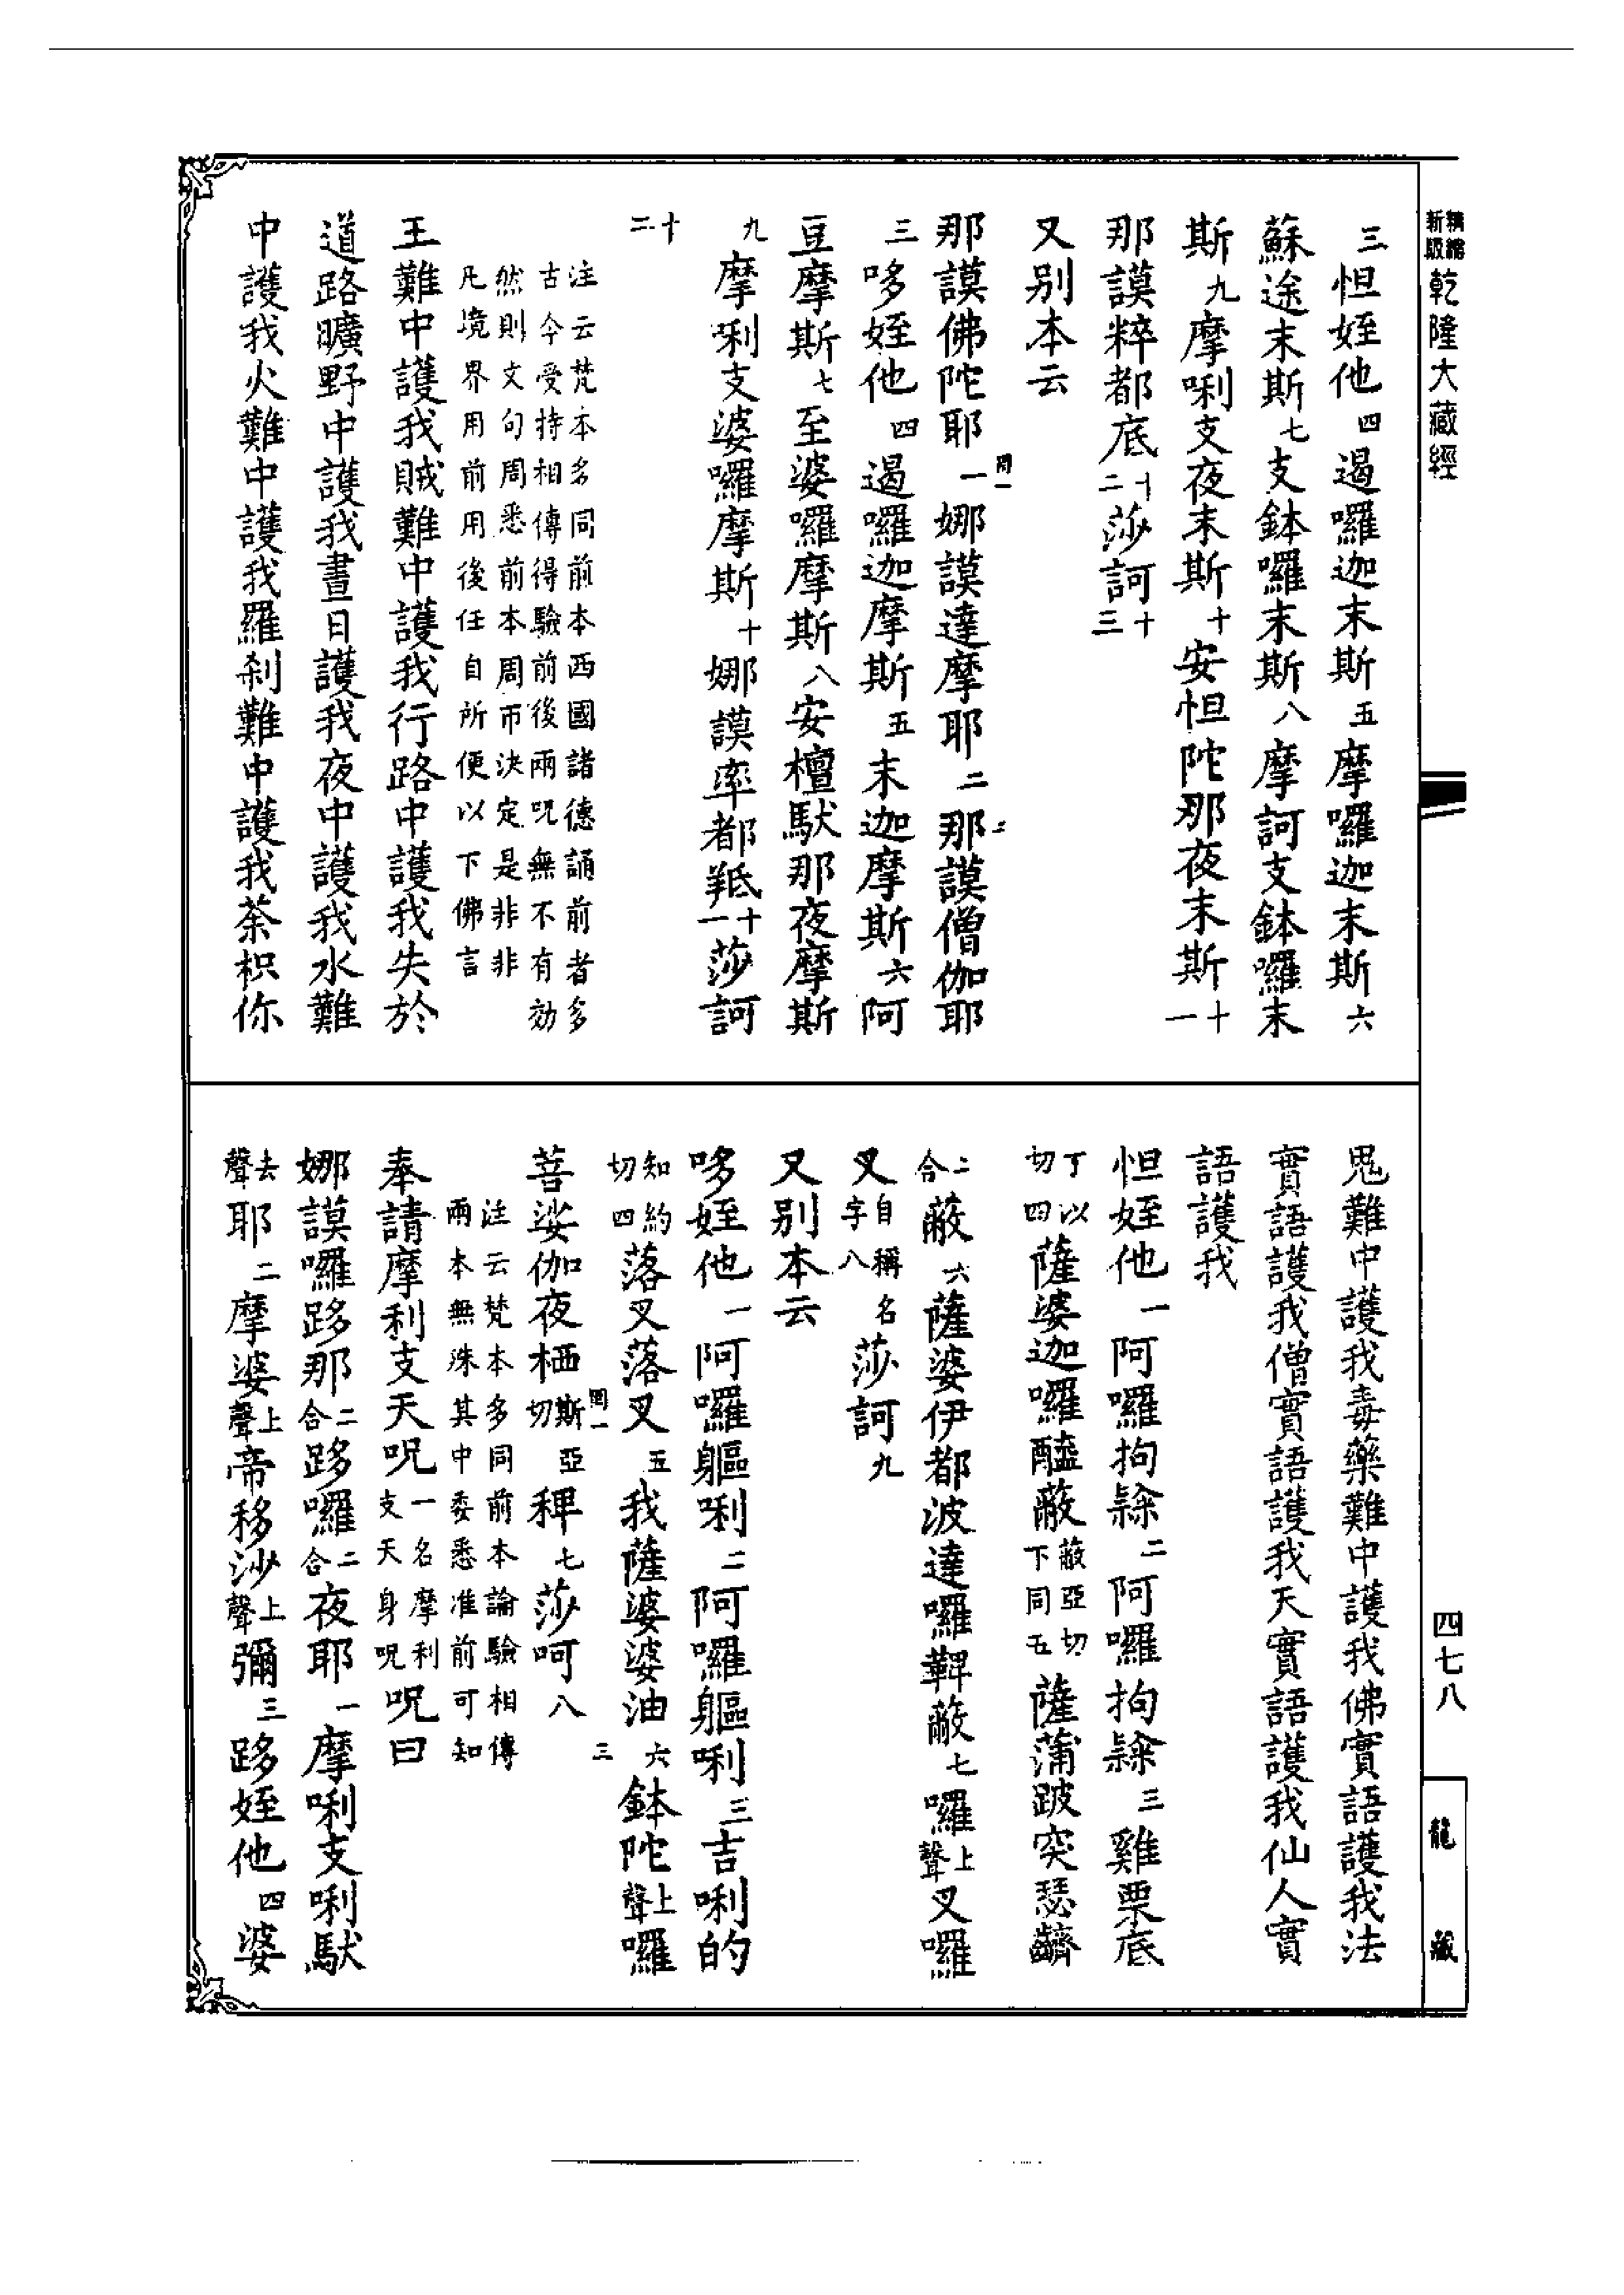 新縮精版乾隆大藏經
三怛姪他四遏囉迦末斯五摩囉迦末斯六
蘇途末斯七支鉢囉末斯八摩訶支鉢囉末
斯九摩唎支夜末斯十安怛陀那夜末斯十一
那謨粹都底十二莎訶十三
又别本云
那謨佛陀耶一娜謨達摩耶二那謨僧伽耶
三哆姪他四遏囉迦摩斯五末迦摩斯六阿
豆摩斯七至婆囉摩斯八安檀馱那夜摩斯
九摩唎支婆囉摩斯十娜謨率都羝十一莎訶
十二
注云梵本名同前本西國諸德誦前者多
古今受持相傳得驗前後兩呪無不有効
然則文句周悉前本周帀决定是非非
凡境界用前用後任自所便以下佛言
王難中護我賊難中護我行路中護我失於
道路曠野中護我晝日護我夜中護我水難
中護我火難中護我羅刹難中護我茶枳你
鬼難中護我毒藥難中護我佛實語護我法
實語護我僧實語護我天實語護我仙人實
語護我
怛姪他一阿囉拘隙二阿囉拘隙三雞栗底
丁以切四薩婆迦囉醯蔽蔽亞切下同五薩蒲跛突瑟齭
二合蔽六薩婆伊都波達囉鞞蔽七囉上聲叉囉
叉自稱名字八莎訶九
又别本云
哆姪他一阿囉軀唎二阿囉軀唎三吉唎的
知約切四落叉落叉五我薩婆婆油六鉢陀上聲囉
菩娑伽夜栖斯亞切稗七莎呵八
注云梵本多同前本論驗相傳
兩本無殊其中委悉准前可知
奉請摩利支天呪一名摩利支天身呪呪曰
娜謨囉跢那二合跢囉二合夜耶一摩唎支唎馱
去聲耶二摩婆上聲帝移沙上聲彌三跢姪他四婆
四七八
龍藏